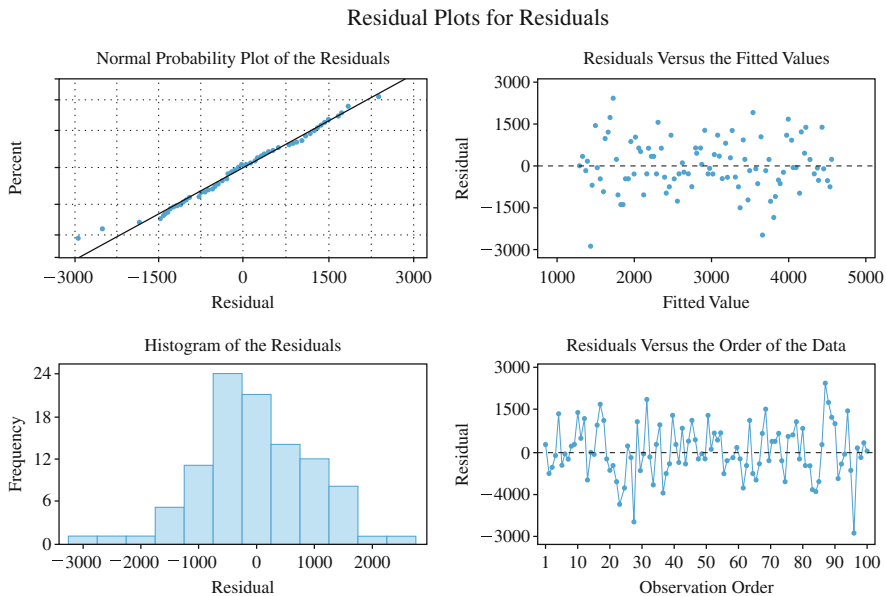 Residual Plots for Residuals
Normal Probability Plot of the Residuals
Percent
−3000 −1500 0 1500 3000
Residual
Residuals Versus the Fitted Values
Residual
3000
1500
0
−1500
−3000
1000 2000 3000 4000 5000
Fitted Value
Histogram of the Residuals
Frequency
24
18
12
6
0
−3000 −2000 −1000 0 1000 2000
Residual
Residuals Versus the Order of the Data
Residual
3000
1500
0
−4000
−3000
1 10 20 30 40 50 60 70 80 90 100
Observation Order